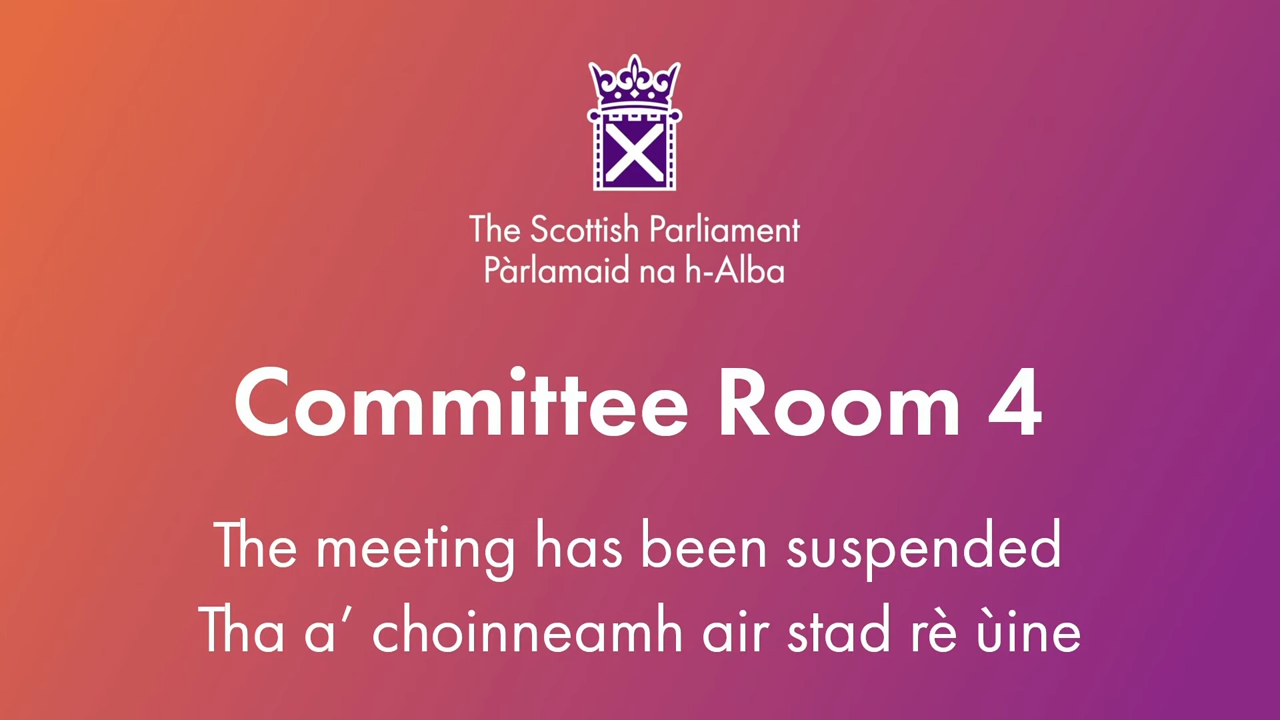 The Scottish Parliament
Pàrlamaid na h-Alba
Committee Room 4
The meeting has been suspended
Tha a’ choinneamh air stad rè ùine